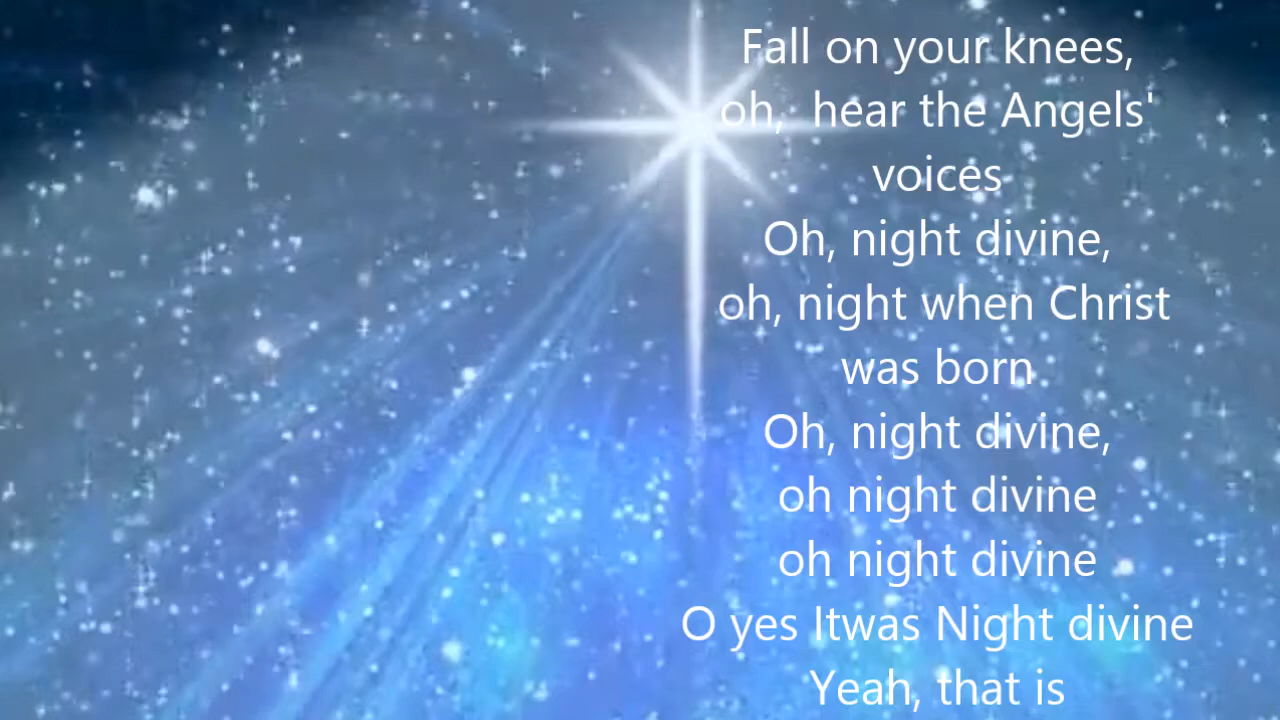 Fall on your knees,
oh,  hear the Angels'
voices
Oh, night divine,
oh, night when Christ
was born
Oh, night divine,
oh night divine
oh night divine
O yes Itwas Night divine
Yeah, that is